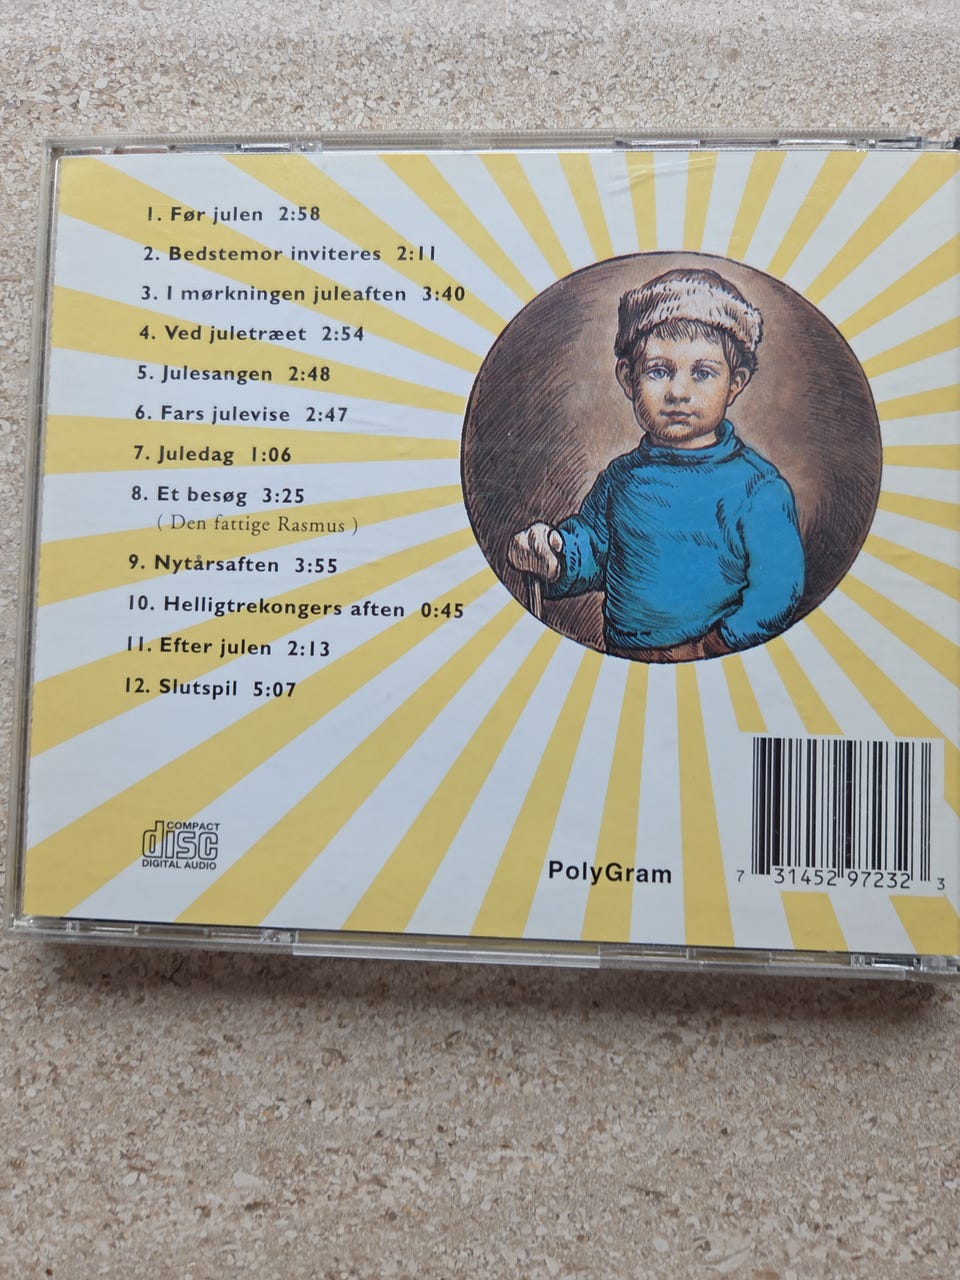 1. Før julen 2:58
2. Bedstemor inviteres 2:11
3. I mørkningen juleaften 3:40
4. Ved juletræet 2:54
5. Julesangen 2:48
6. Fars julevise 2:47
7. Juledag 1:06
8. Et besøg 3:25
( Den fattige Rasmus )
9. Nytårsaften 3:55
10. Helligtrekongers aften 0:45
11. Efter julen 2:13
12. Slutspil 5:07
COMPACT
disc
DIGITAL AUDIO
PolyGram
7 31452 97232 3